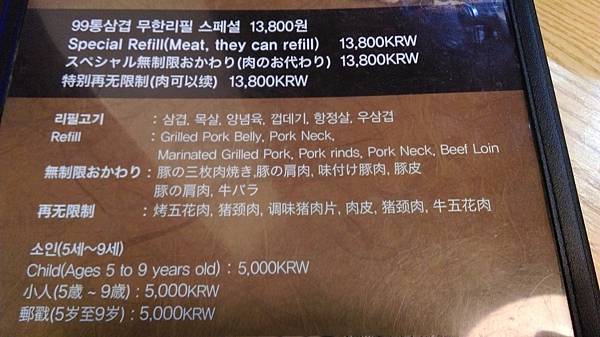 99통삼겹 무한리필 스페셜 13,800원
Special Refill(Meat, they can refill) 13,800KRW
スペシャル無制限おかわり(肉のお代わり) 13,800KRW
特别再无限制(肉可以续) 13,800KRW
리필고기 : 삼겹, 목살, 양념육, 껍데기, 항정살, 우삼겹
Refill : Grilled Pork Belly, Pork Neck,
Marinated Grilled Pork, Pork rinds, Pork Neck, Beef Loin
無制限おかわり : 豚の三枚肉焼き,豚の肩肉, 味付け豚肉, 豚皮
豚の肩肉, 牛バラ
再无限制 : 烤五花肉, 猪颈肉, 调味猪肉片, 肉皮, 猪颈肉, 牛五花肉
소인(5세~9세)
Child(Ages 5 to 9 years old) : 5,000KRW
小人(5歳 ~ 9歳) : 5,000KRW
郵戳(5岁至9岁) : 5,000KRW